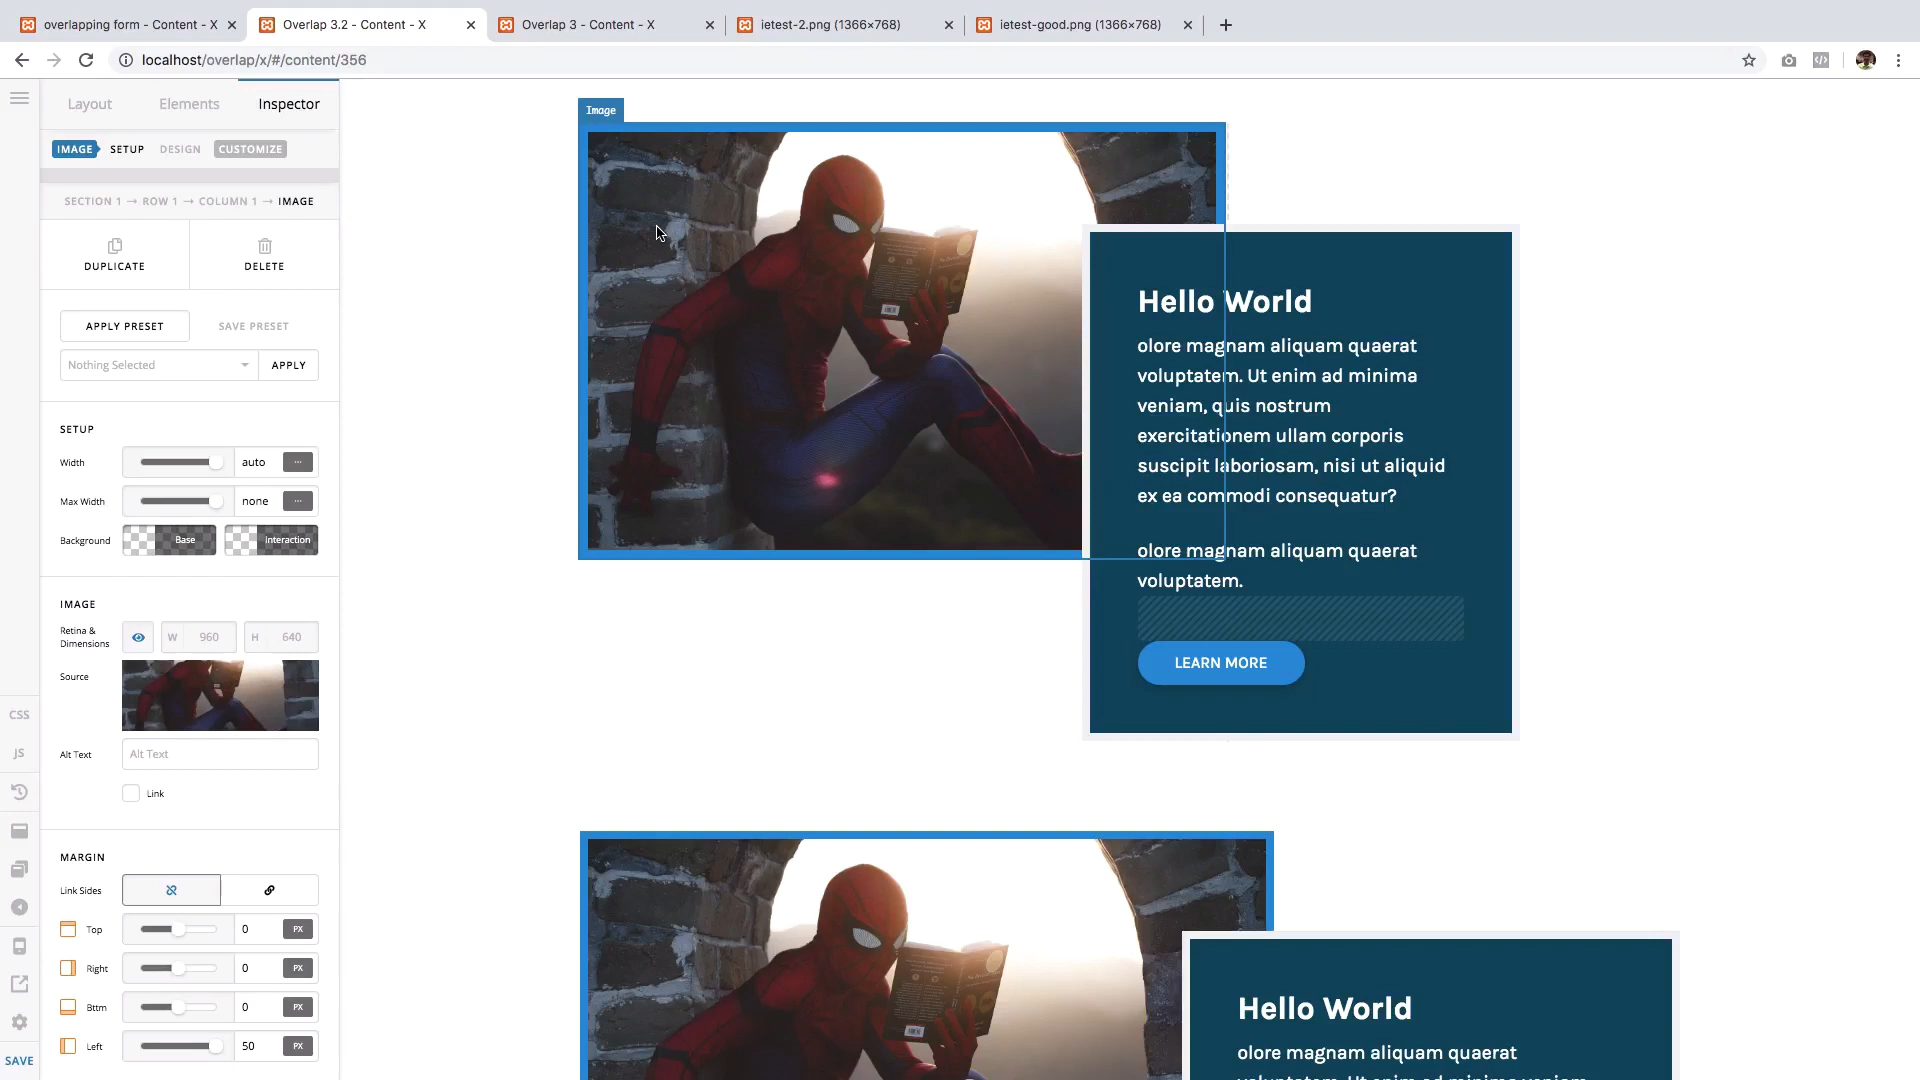 overlapping form - Content - X
Overlap 3.2 - Content - X
Overlap 3 - Content - X
ietest-2.png (1366×768)
ietest-good.png (1366×768)
localhost/overlap/x/#/content/356
Layout
Elements
Inspector
IMAGE
SETUP
DESIGN
CUSTOMIZE
SECTION 1 → ROW 1 → COLUMN 1 → IMAGE
DUPLICATE
DELETE
APPLY PRESET
SAVE PRESET
Nothing Selected
APPLY
SETUP
Width
auto
...
Max Width
none
...
Background
Base
Interaction
IMAGE
Retina &
Dimensions
W 960
H 640
Source
Alt Text
Alt Text
Link
MARGIN
Link Sides
Top
0
PX
Right
0
PX
Bttm
0
PX
Left
50
PX
CSS
JS
SAVE
Image
Hello World
olore magnam aliquam quaerat
voluptatem. Ut enim ad minima
veniam, quis nostrum
exercitationem ullam corporis
suscipit laboriosam, nisi ut aliquid
ex ea commodi consequatur?
olore magnam aliquam quaerat
voluptatem.
LEARN MORE
Hello World
olore magnam aliquam quaerat